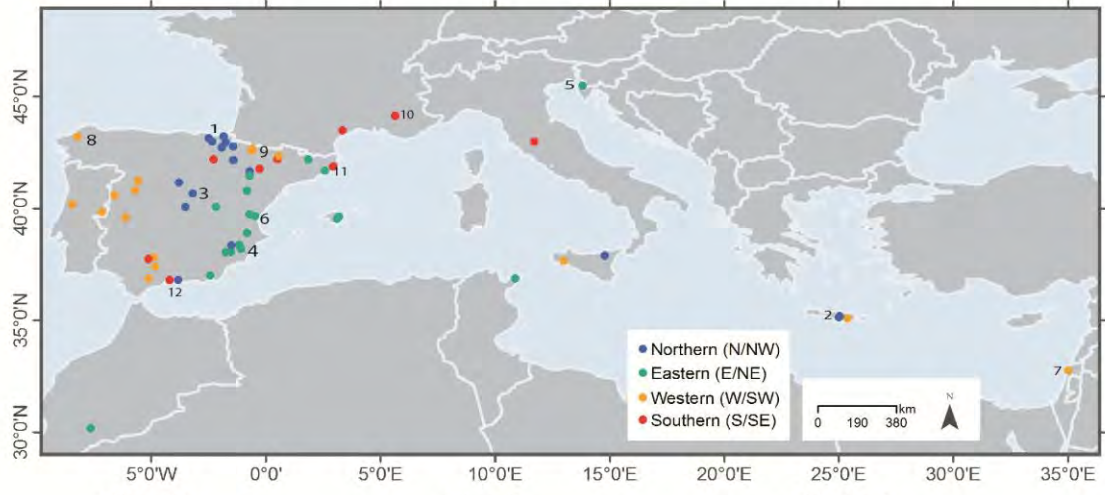 45°0'N
40°0'N
35°0'N
30°0'N
5
10
1
8
9
11
3
6
4
12
2
7
Northern (N/NW)
Eastern (E/NE)
Western (W/SW)
Southern (S/SE)
N
km
0 190 380
5°0'W 0°0' 5°0'E 10°0'E 15°0'E 20°0'E 25°0'E 30°0'E 35°0'E